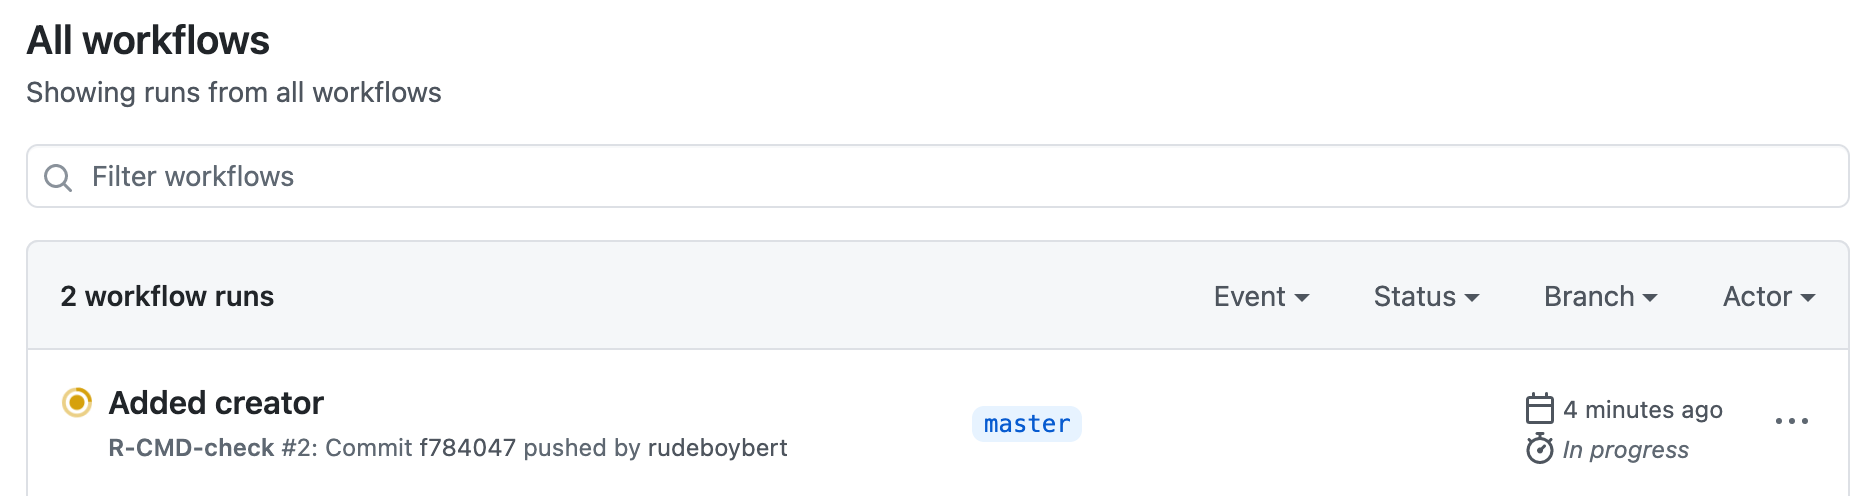 All workflows
Showing runs from all workflows
Filter workflows
2 workflow runs
Event
Status
Branch
Actor
Added creator
R-CMD-check #2: Commit f784047 pushed by rudeboybert
master
4 minutes ago
In progress